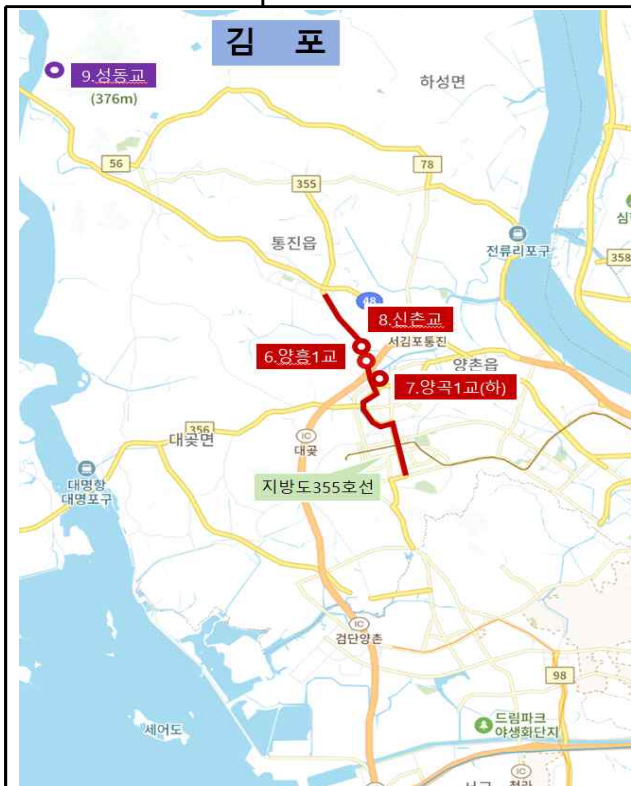 김 포
9.성동교
(376m)
하성면
56
78
355
심
통진읍
전류리포구
358
48
8.신촌교
서김포통진
6.양흥1교
양촌읍
7.양곡1교(하)
356
대곶면
IC
대곶
대명항
대명포구
지방도355호선
IC
검단양촌
98
드림파크
야생화단지
세어도
IC